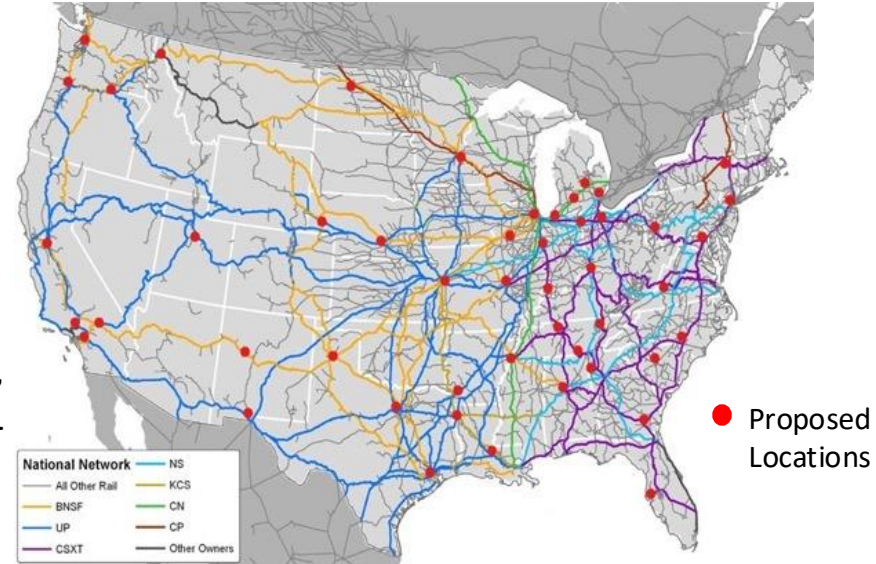 National Network
All Other Rail
BNSF
UP
CSXT
NS
KCS
CN
CP
Other Owners
Proposed
Locations